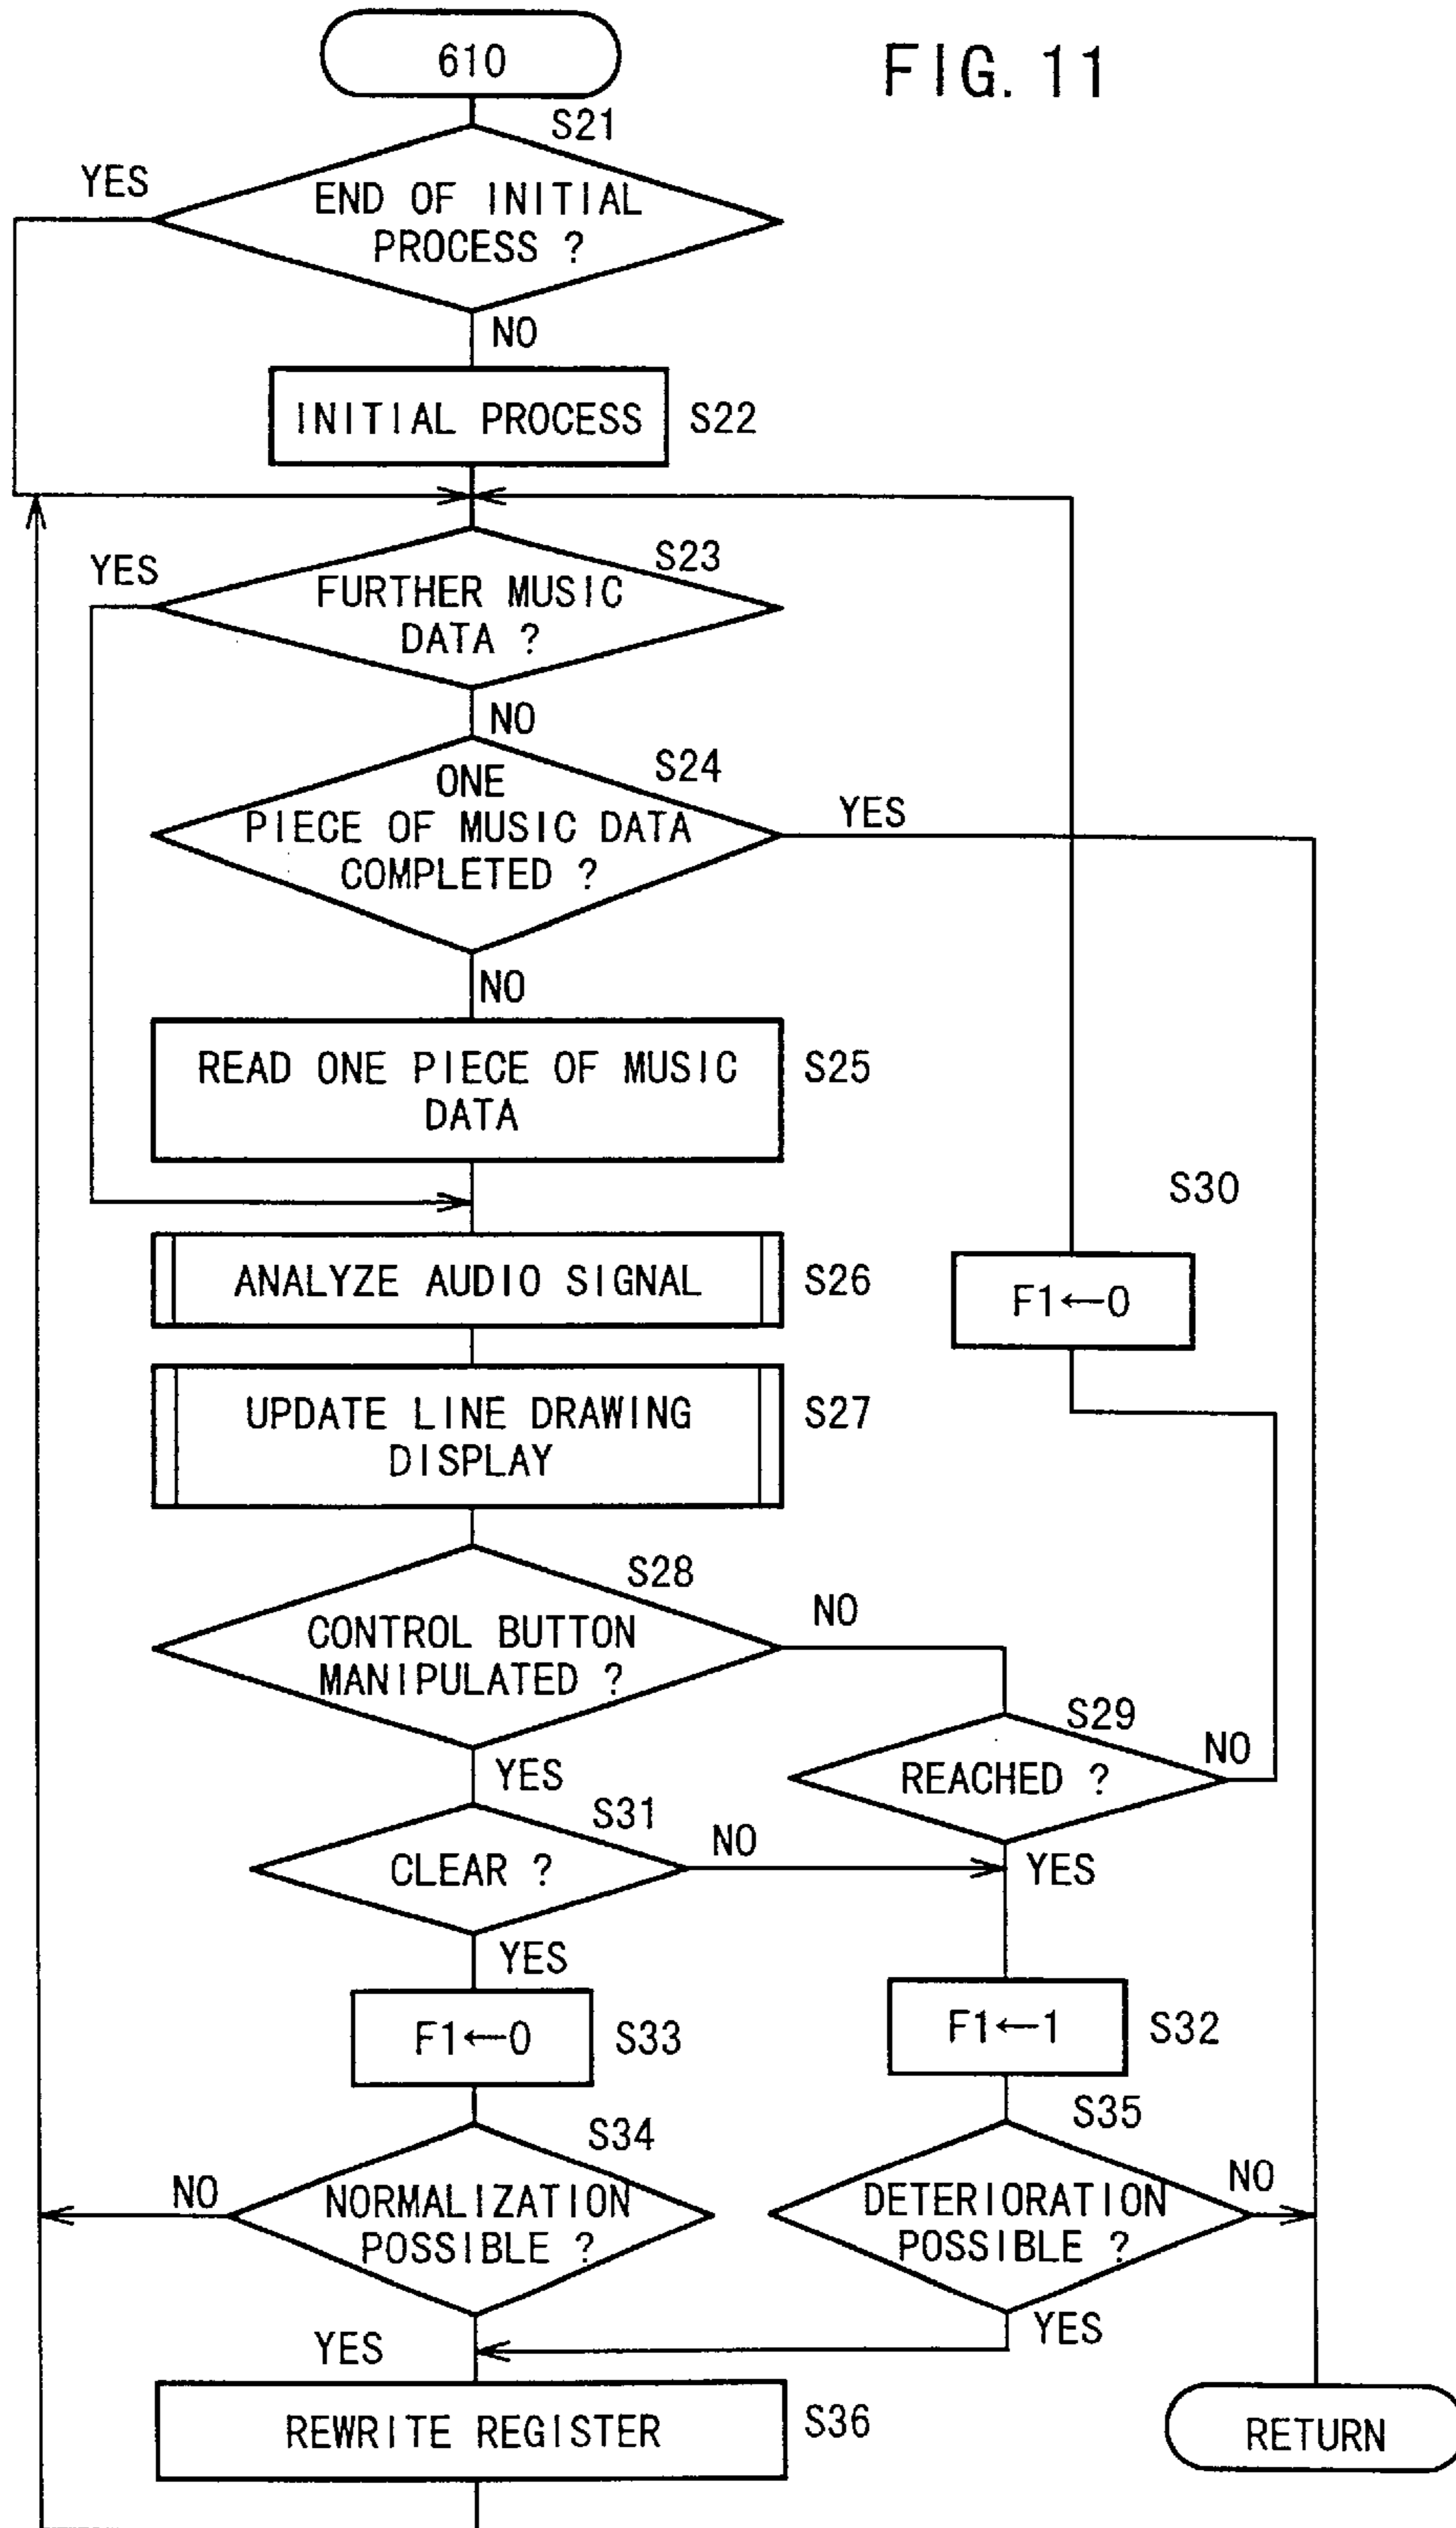 610
FIG. 11
S21
YES
END OF INITIAL
PROCESS ?
NO
INITIAL PROCESS
S22
S23
YES
FURTHER MUSIC
DATA ?
NO
S24
ONE
PIECE OF MUSIC DATA
COMPLETED ?
YES
NO
READ ONE PIECE OF MUSIC
DATA
S25
S30
F1←0
ANALYZE AUDIO SIGNAL
S26
UPDATE LINE DRAWING
DISPLAY
S27
S28
CONTROL BUTTON
MANIPULATED ?
NO
YES
S29
REACHED ?
NO
YES
S31
CLEAR ?
NO
YES
F1←0
S33
F1←1
S32
S34
NORMALIZATION
POSSIBLE ?
NO
YES
S35
DETERIORATION
POSSIBLE ?
NO
YES
REWRITE REGISTER
S36
RETURN